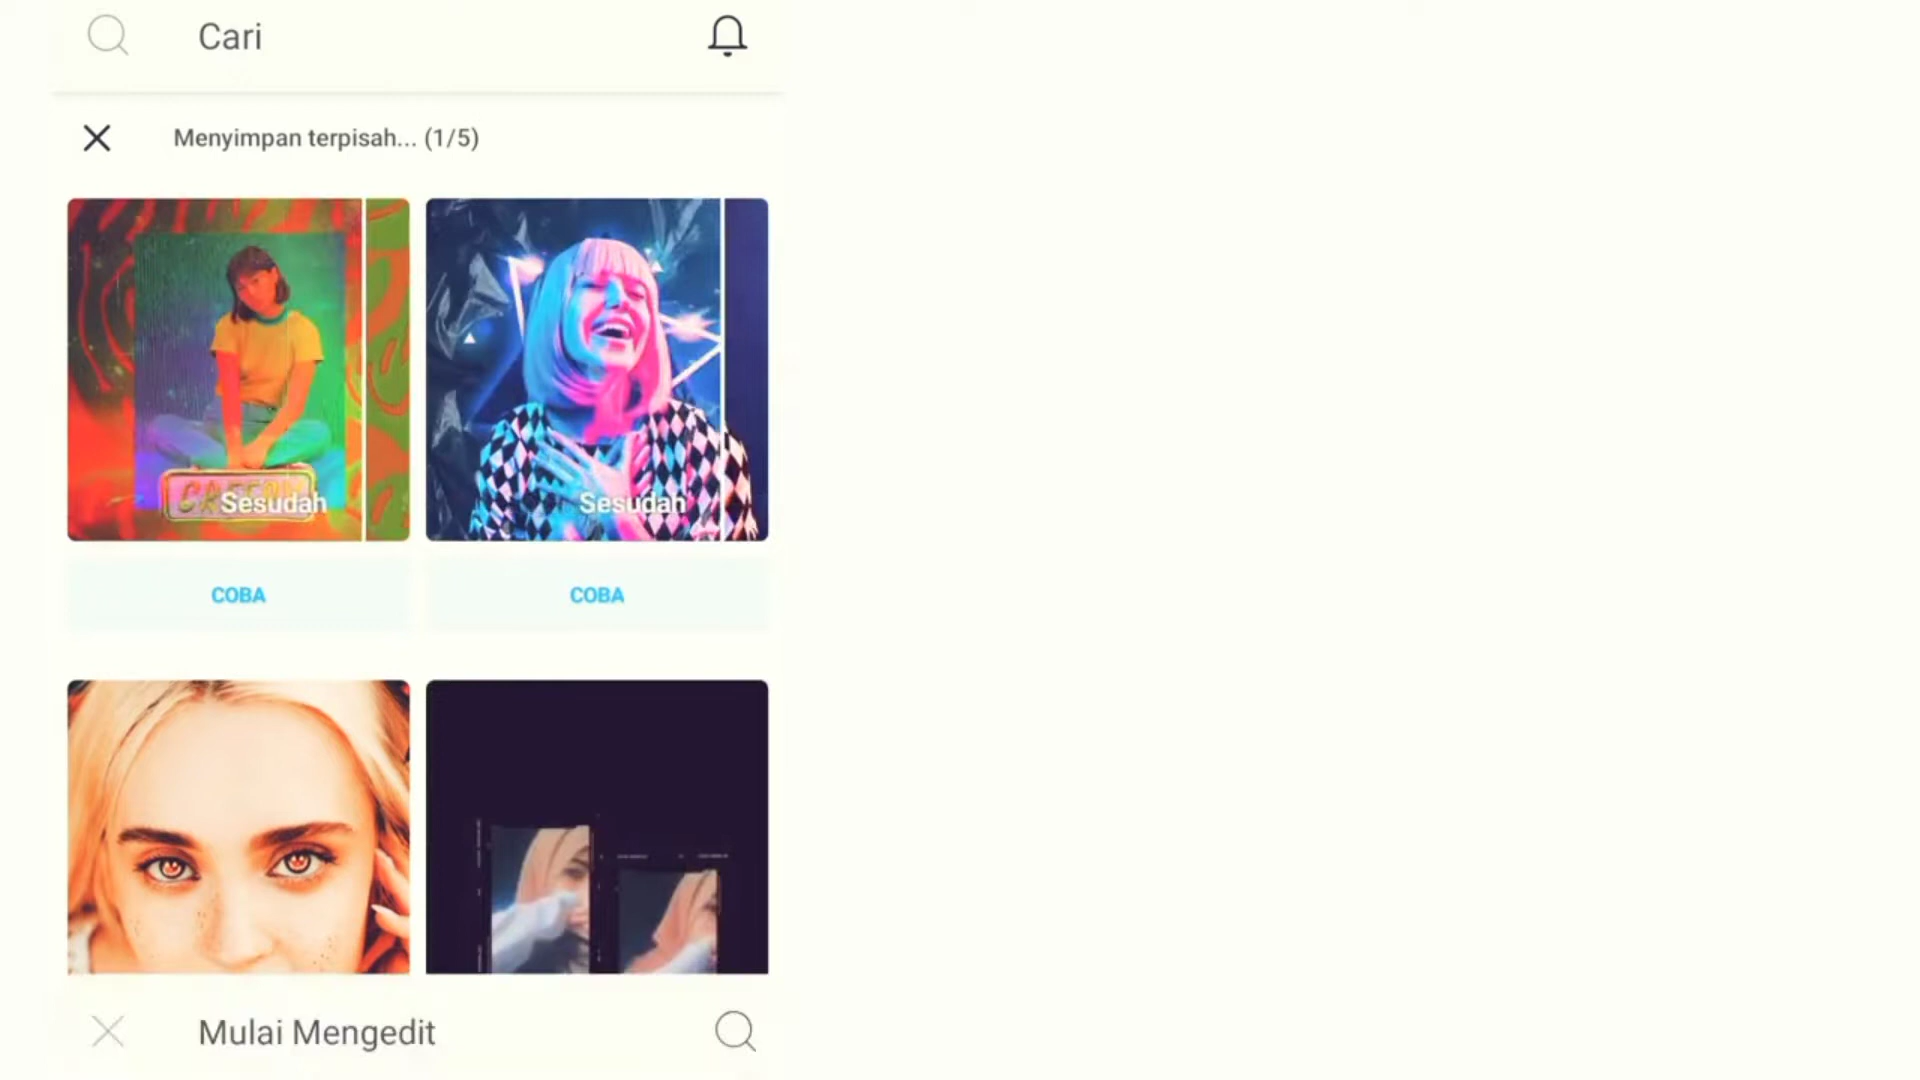 Cari
Menyimpan terpisah... (1/5)
Sesudah
Sesudah
COBA
COBA
Mulai Mengedit